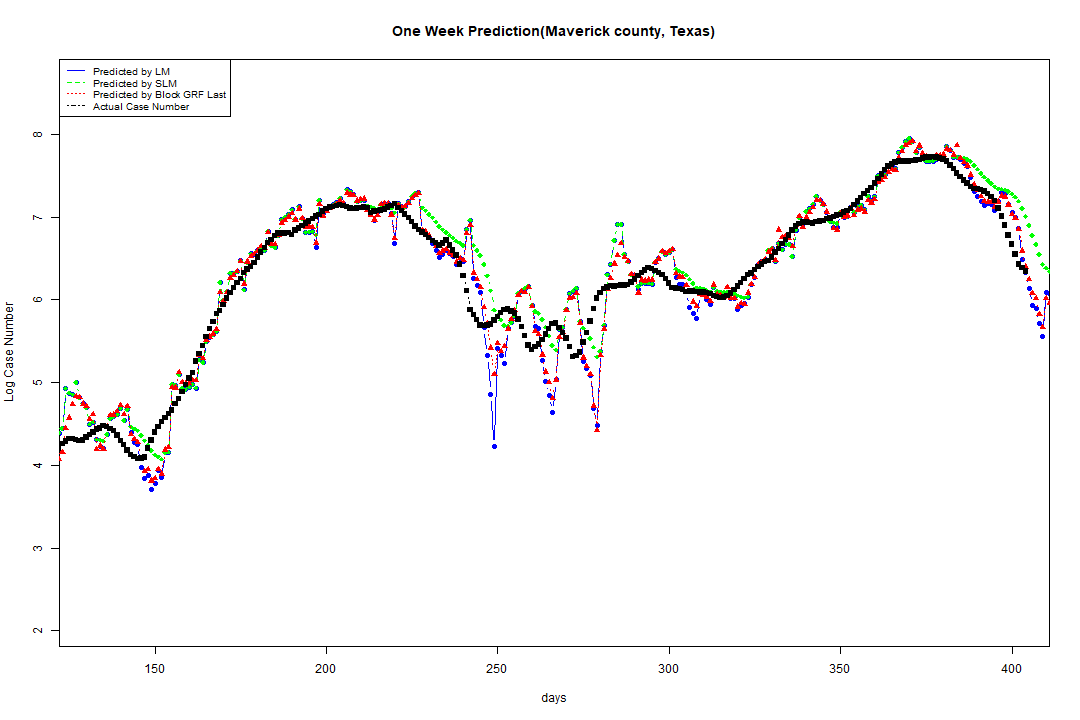 One Week Prediction(Maverick county, Texas)
Predicted by LM
Predicted by SLM
Predicted by Block GRF Last
Actual Case Number
8
7
6
5
4
3
2
Log Case Number
150 200 250 300 350 400
days